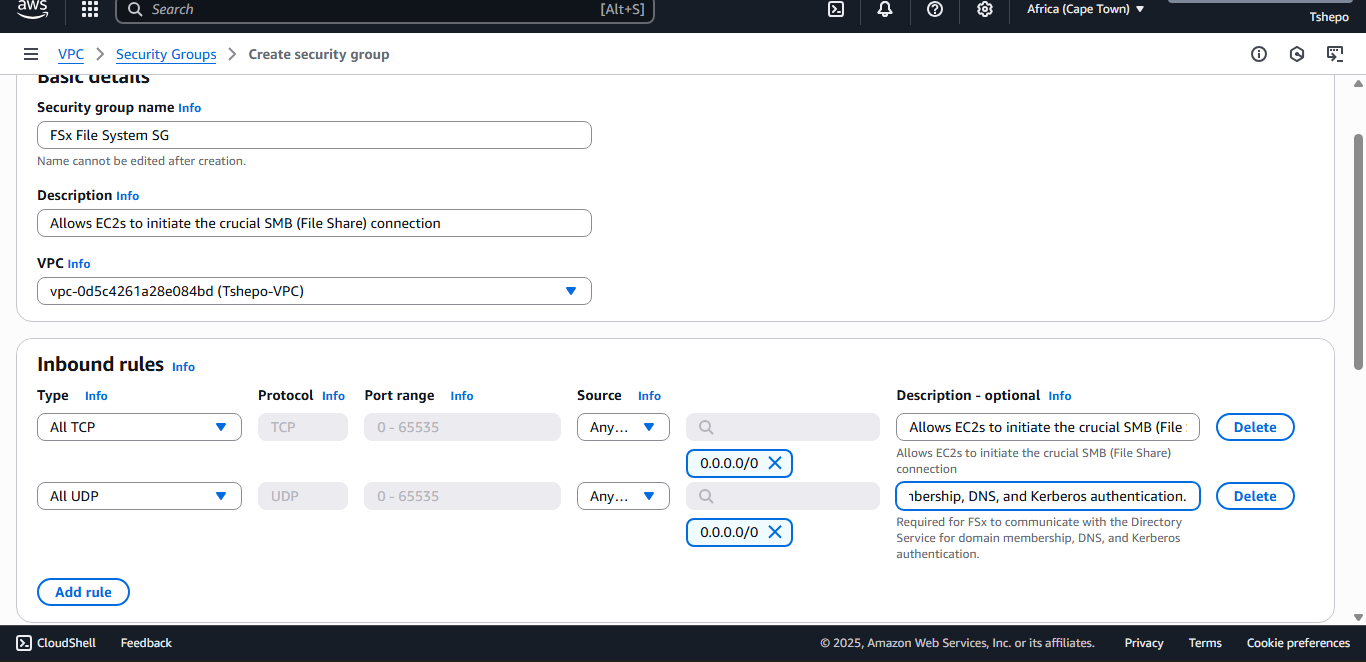 aws
Search [Alt+S] Africa (Cape Town)
Tshepo
VPC Security Groups Create security group
Basic details
Security group name Info
FSx File System SG
Name cannot be edited after creation.
Description Info
Allows EC2s to initiate the crucial SMB (File Share) connection
VPC Info
vpc-0d5c4261a28e084bd (Tshepo-VPC)
Inbound rules Info
Type Info Protocol Info Port range Info Source Info Description - optional Info
All TCP TCP 0 - 65535 Any... Allows EC2s to initiate the crucial SMB (File Delete
0.0.0.0/0
Allows EC2s to initiate the crucial SMB (File Share)
connection
All UDP UDP 0 - 65535 Any... mbership, DNS, and Kerberos authentication. Delete
0.0.0.0/0
Required for FSx to communicate with the Directory
Service for domain membership, DNS, and Kerberos
authentication.
Add rule
CloudShell Feedback © 2025, Amazon Web Services, Inc. or its affiliates. Privacy Terms Cookie preferences